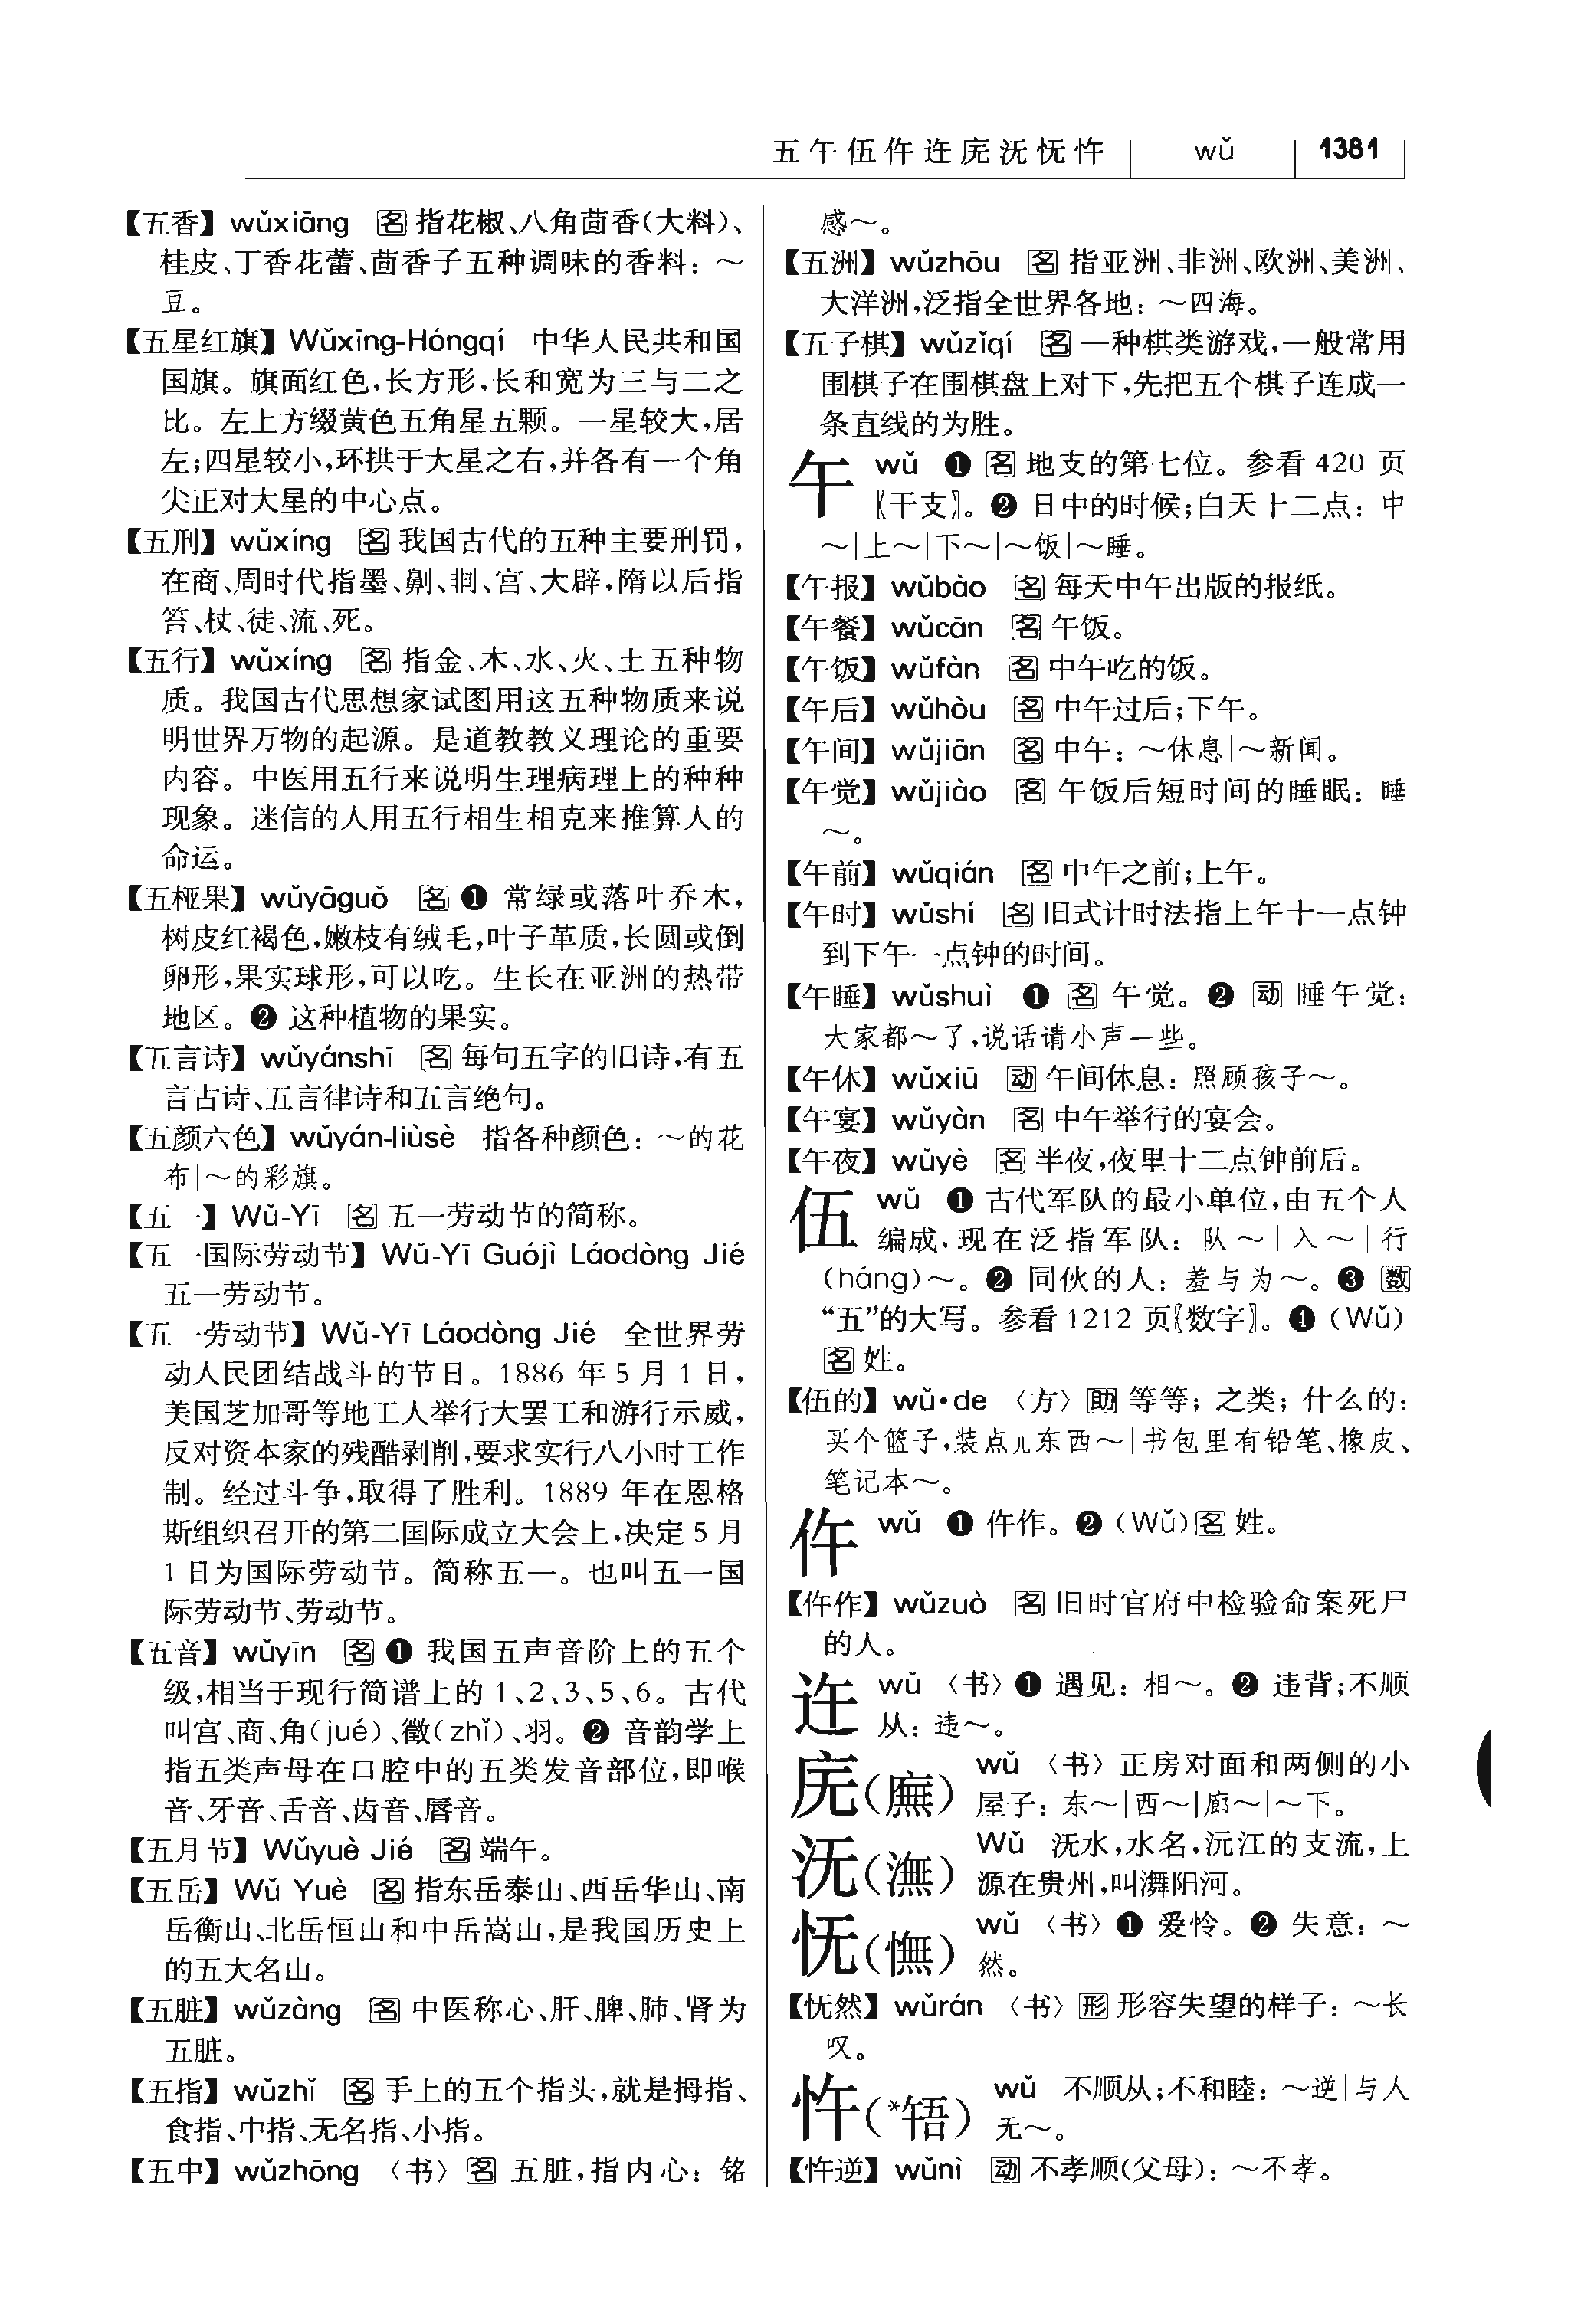 五午伍仵迕庑沅怃忤 wǔ 1381
【五香】wǔxiāng 名 指花椒、八角茴香(大料)、
桂皮、丁香花蕾、茴香子五种调味的香料：～
豆。
【五星红旗】Wǔxīng-Hóngqí 中华人民共和国
国旗。旗面红色,长方形,长和宽为三与二之
比。左上方缀黄色五角星五颗。一星较大,居
左;四星较小,环拱于大星之右,并各有一个角
尖正对大星的中心点。
【五刑】wǔxíng 名 我国古代的五种主要刑罚,
在商、周时代指墨、劓、剕、宫、大辟,隋以后指
笞、杖、徒、流、死。
【五行】wǔxíng 名 指金、木、水、火、土五种物
质。我国古代思想家试图用这五种物质来说
明世界万物的起源。是道教教义理论的重要
内容。中医用五行来说明生理病理上的种种
现象。迷信的人用五行相生相克来推算人的
命运。
【五桠果】wǔyāguǒ 名 ❶ 常绿或落叶乔木,
树皮红褐色,嫩枝有绒毛,叶子革质,长圆或倒
卵形,果实球形,可以吃。生长在亚洲的热带
地区。❷ 这种植物的果实。
【五言诗】wǔyánshī 名 每句五字的旧诗,有五
言古诗、五言律诗和五言绝句。
【五颜六色】wǔyán-liùsè 指各种颜色：～的花
布|～的彩旗。
【五一】Wǔ-Yī 名 五一劳动节的简称。
【五一国际劳动节】Wǔ-Yī Guójì Láodòng Jié
五一劳动节。
【五一劳动节】Wǔ-Yī Láodòng Jié 全世界劳
动人民团结战斗的节日。1886 年 5 月 1 日,
美国芝加哥等地工人举行大罢工和游行示威,
反对资本家的残酷剥削,要求实行八小时工作
制。经过斗争,取得了胜利。1889 年在恩格
斯组织召开的第二国际成立大会上,决定 5 月
1 日为国际劳动节。简称五一。也叫五一国
际劳动节、劳动节。
【五音】wǔyīn 名 ❶ 我国五声音阶上的五个
级,相当于现行简谱上的 1、2、3、5、6。古代
叫宫、商、角(jué)、徵(zhǐ)、羽。❷ 音韵学上
指五类声母在口腔中的五类发音部位,即喉
音、牙音、舌音、齿音、唇音。
【五月节】Wǔyuè Jié 名 端午。
【五岳】Wǔ Yuè 名 指东岳泰山、西岳华山、南
岳衡山、北岳恒山和中岳嵩山,是我国历史上
的五大名山。
【五脏】wǔzàng 名 中医称心、肝、脾、肺、肾为
五脏。
【五指】wǔzhǐ 名 手上的五个指头,就是拇指、
食指、中指、无名指、小指。
【五中】wǔzhōng 〈书〉名 五脏,指内心：铭
感～。
【五洲】wǔzhōu 名 指亚洲、非洲、欧洲、美洲、
大洋洲,泛指全世界各地：～四海。
【五子棋】wǔzǐqí 名 一种棋类游戏,一般常用
围棋子在围棋盘上对下,先把五个棋子连成一
条直线的为胜。
午 wǔ ❶ 名 地支的第七位。参看 420 页
〖干支〗。❷ 日中的时候;白天十二点：中
～|上～|下～|～饭|～睡。
【午报】wǔbào 名 每天中午出版的报纸。
【午餐】wǔcān 名 午饭。
【午饭】wǔfàn 名 中午吃的饭。
【午后】wǔhòu 名 中午过后;下午。
【午间】wǔjiān 名 中午：～休息|～新闻。
【午觉】wǔjiào 名 午饭后短时间的睡眠：睡
～。
【午前】wǔqián 名 中午之前;上午。
【午时】wǔshí 名 旧式计时法指上午十一点钟
到下午一点钟的时间。
【午睡】wǔshuì ❶ 名 午觉。❷ 动 睡午觉：
大家都～了,说话请小声一些。
【午休】wǔxiū 动 午间休息：照顾孩子～。
【午宴】wǔyàn 名 中午举行的宴会。
【午夜】wǔyè 名 半夜,夜里十二点钟前后。
伍 wǔ ❶ 古代军队的最小单位,由五个人
编成,现在泛指军队：队～|入～|行
(háng)～。❷ 同伙的人：羞与为～。❸ 数
“五”的大写。参看 1212 页〖数字〗。❹ (Wǔ)
名 姓。
【伍的】wǔ·de 〈方〉助 等等；之类；什么的：
买个篮子,装点儿东西～|书包里有铅笔、橡皮、
笔记本～。
仵 wǔ ❶ 仵作。❷ (Wǔ)名 姓。
【仵作】wǔzuò 名 旧时官府中检验命案死尸
的人。
迕 wǔ 〈书〉❶ 遇见：相～。❷ 违背;不顺
从：违～。
庑(廡) wǔ 〈书〉正房对面和两侧的小
屋子：东～|西～|廊～|～下。
沅(潕) Wǔ 沅水,水名,沅江的支流,上
源在贵州,叫㵲阳河。
怃(憮) wǔ 〈书〉❶ 爱怜。❷ 失意：～
然。
【怃然】wǔrán 〈书〉形 形容失望的样子：～长
叹。
忤(*啎) wǔ 不顺从;不和睦：～逆|与人
无～。
【忤逆】wǔnì 动 不孝顺(父母)：～不孝。